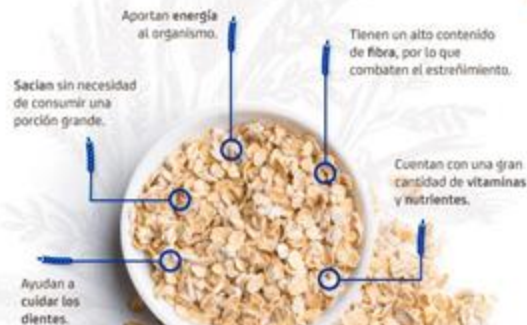 Aportan energía
al organismo.
Tienen un alto contenido
de fibra, por lo que
combaten el estreñimiento.
Sacian sin necesidad
de consumir una
porción grande.
Cuentan con una gran
cantidad de vitaminas
y nutrientes.
Ayudan a
cuidar los
dientes.